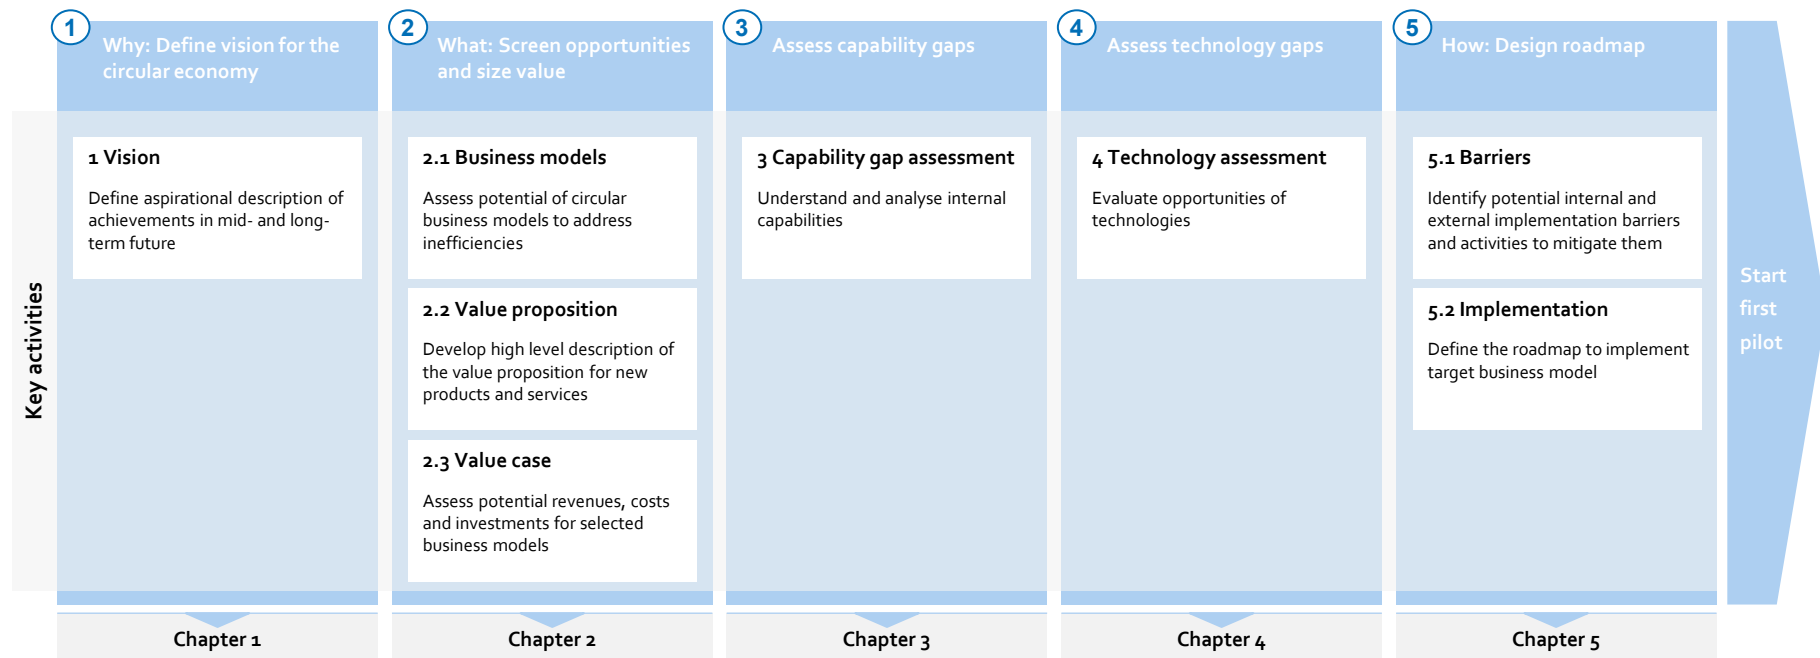 1
Why: Define vision for the
circular economy
2
What: Screen opportunities
and size value
3
Assess capability gaps
4
Assess technology gaps
5
How: Design roadmap
Key activities
1 Vision
Define aspirational description of
achievements in mid- and long-
term future
2.1 Business models
Assess potential of circular
business models to address
inefficiencies
2.2 Value proposition
Develop high level description of
the value proposition for new
products and services
2.3 Value case
Assess potential revenues, costs
and investments for selected
business models
3 Capability gap assessment
Understand and analyse internal
capabilities
4 Technology assessment
Evaluate opportunities of
technologies
5.1 Barriers
Identify potential internal and
external implementation barriers
and activities to mitigate them
5.2 Implementation
Define the roadmap to implement
target business model
Start
first
pilot
Chapter 1
Chapter 2
Chapter 3
Chapter 4
Chapter 5